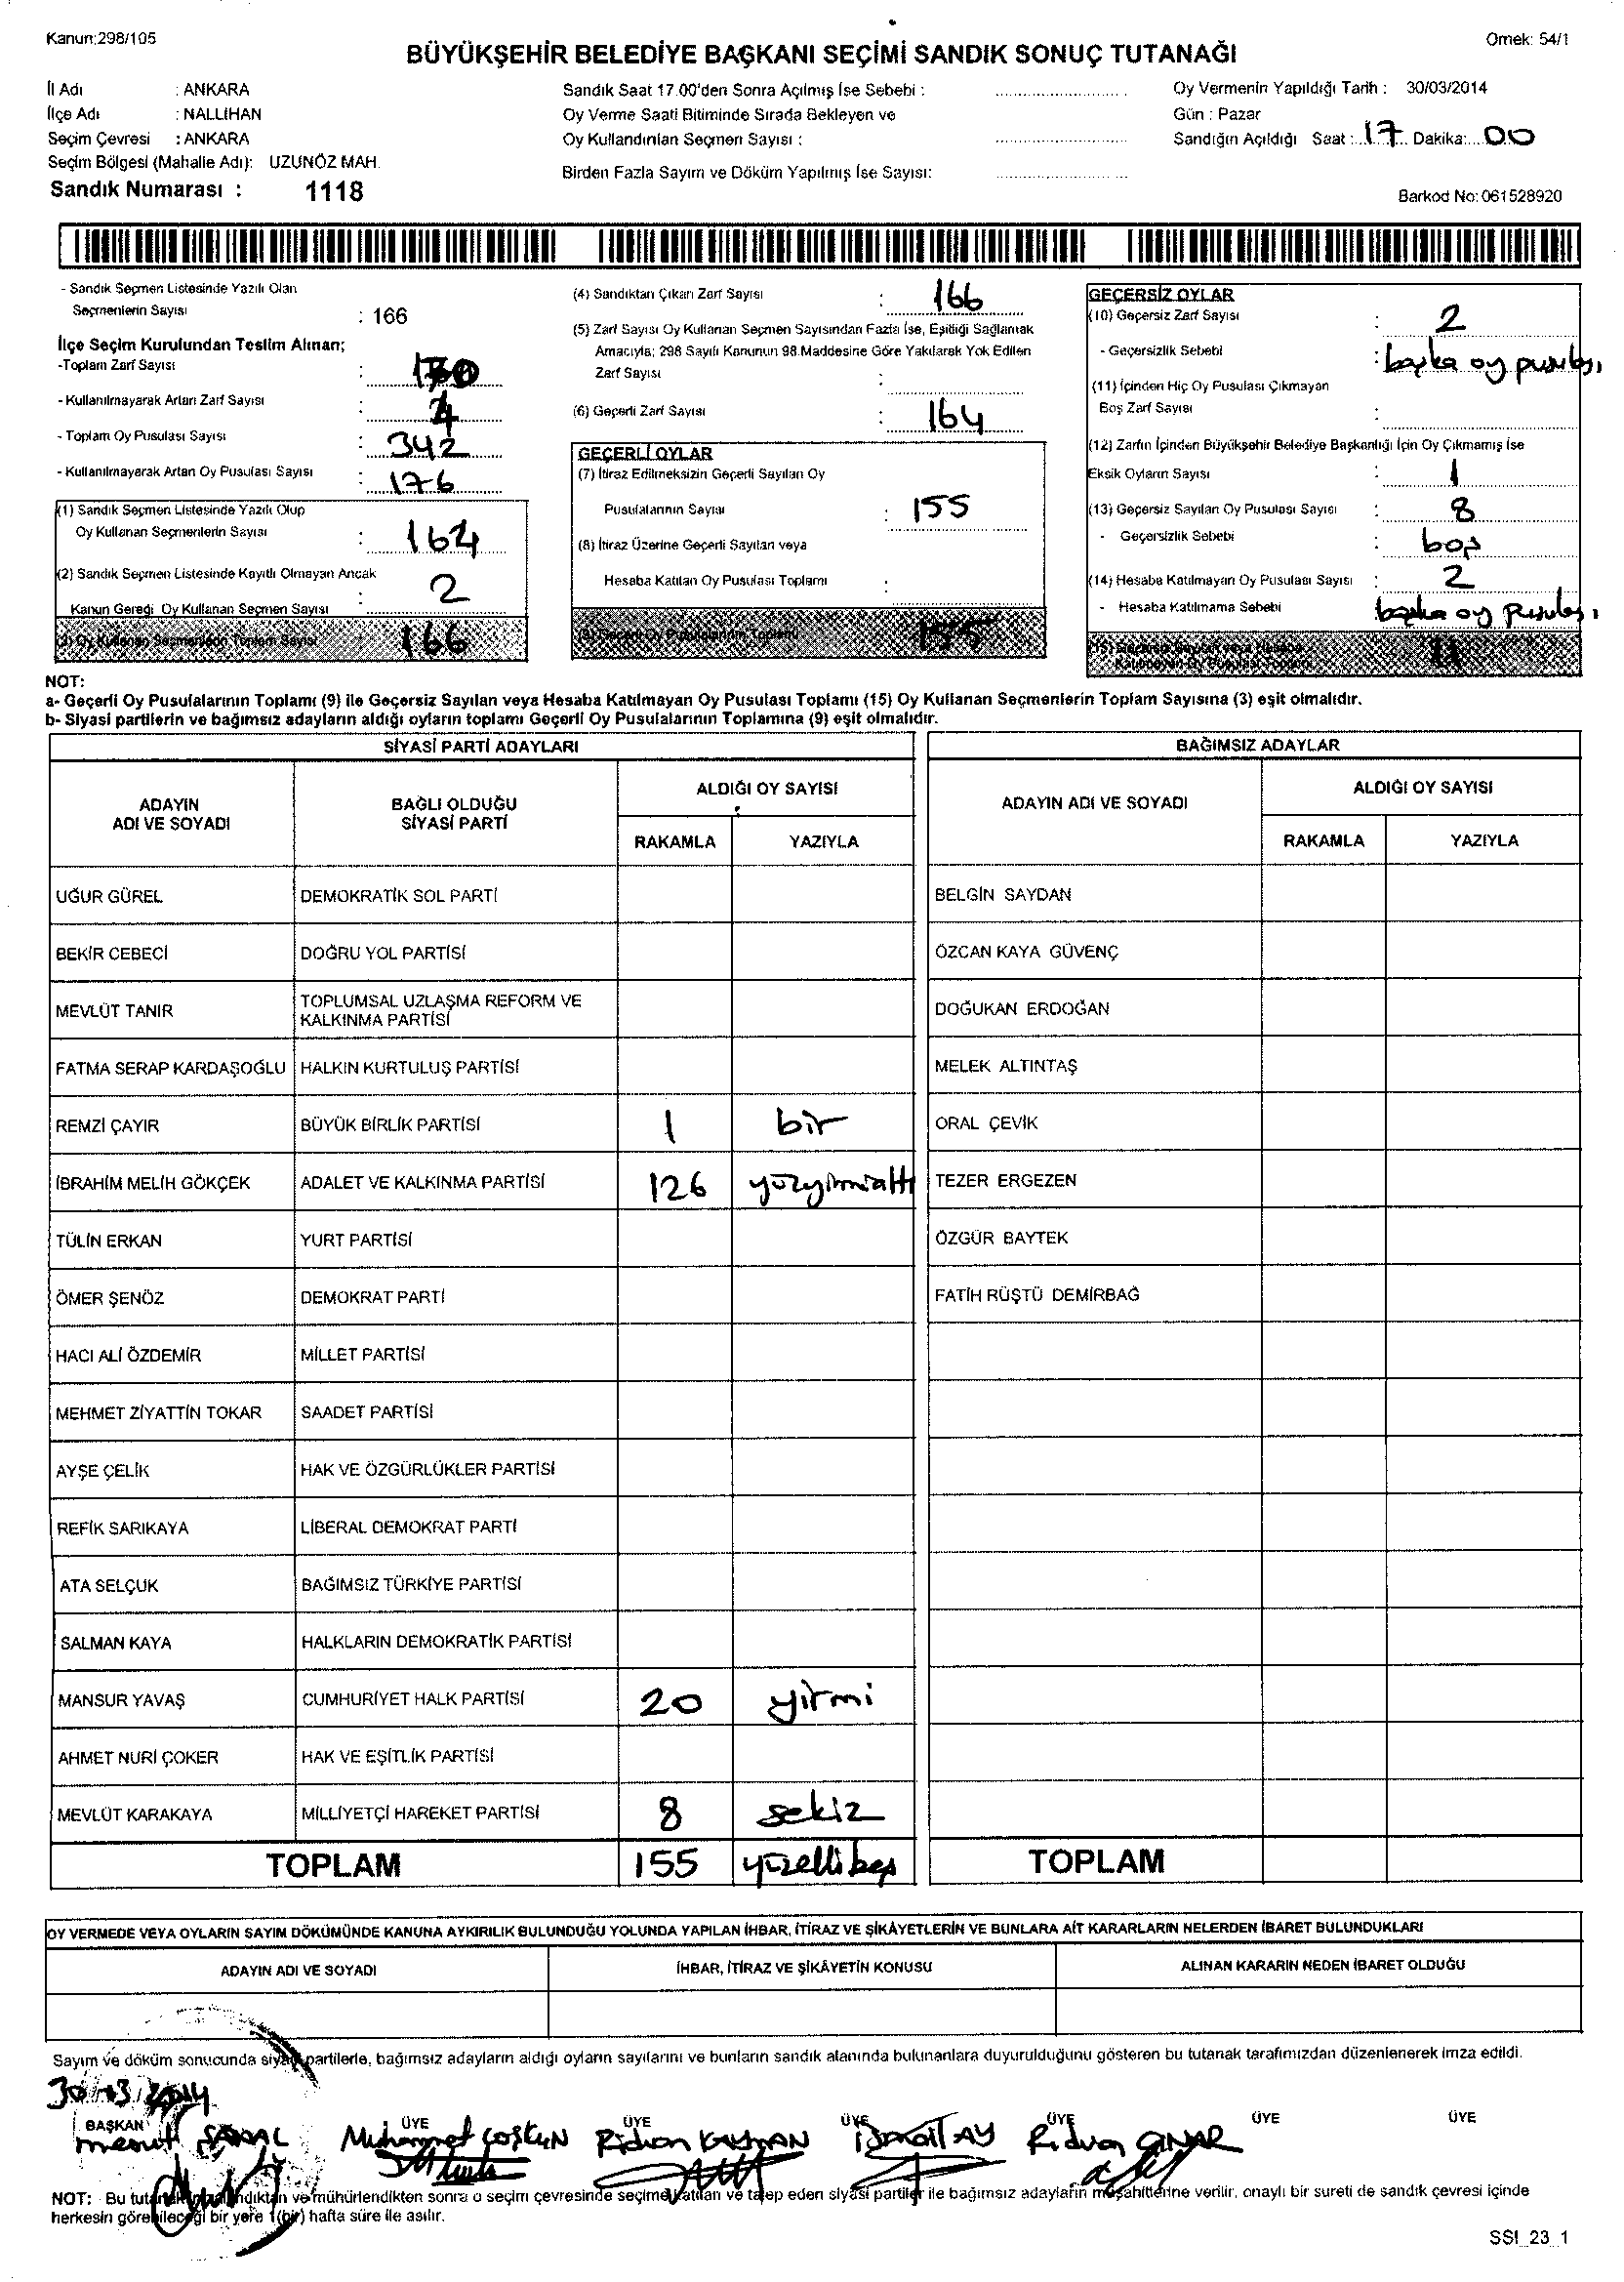 Kanun:298/105
Örnek: 54/1
BÜYÜKŞEHİR BELEDİYE BAŞKANI SEÇİMİ SANDIK SONUÇ TUTANAĞI
İl Adı : ANKARA
İlçe Adı : NALLIHAN
Seçim Çevresi : ANKARA
Seçim Bölgesi (Mahalle Adı): UZUNÖZ MAH.
Sandık Numarası : 1118
Sandık Saat 17.00'den Sonra Açılmış İse Sebebi :
Oy Verme Saati Bitiminde Sırada Bekleyen ve
Oy Kullandırılan Seçmen Sayısı :
Birden Fazla Sayım ve Döküm Yapılmış İse Sayısı:
Oy Vermenin Yapıldığı Tarih : 30/03/2014
Gün : Pazar
Sandığın Açıldığı Saat : 17 Dakika: 00
Barkod No: 061528920
- Sandık Seçmen Listesinde Yazılı Olan
Seçmenlerin Sayısı : 166
İlçe Seçim Kurulundan Teslim Alınan;
-Toplam Zarf Sayısı :
- Kullanılmayarak Artan Zarf Sayısı : 4
- Toplam Oy Pusulası Sayısı : 342
- Kullanılmayarak Artan Oy Pusulası Sayısı : 176
(1) Sandık Seçmen Listesinde Yazılı Olup
Oy Kullanan Seçmenlerin Sayısı : 164
(2) Sandık Seçmen Listesinde Kayıtlı Olmayan Ancak
Kanun Gereği Oy Kullanan Seçmen Sayısı : 2
(3) Oy Kullanan Seçmenlerin Toplam Sayısı 166
(4) Sandıktan Çıkan Zarf Sayısı : 166
(5) Zarf Sayısı Oy Kullanan Seçmen Sayısından Fazla İse, Eşitliği Sağlamak
Amacıyla; 298 Sayılı Kanunun 98.Maddesine Göre Yakılarak Yok Edilen
Zarf Sayısı :
(6) Geçerli Zarf Sayısı : 164
GEÇERLİ OYLAR
(7) İtiraz Edilmeksizin Geçerli Sayılan Oy
Pusulalarının Sayısı : 155
(8) İtiraz Üzerine Geçerli Sayılan veya
Hesaba Katılan Oy Pusulası Toplamı :
(9) Geçerli Oy Pusulalarının Toplamı 155
GEÇERSİZ OYLAR
(10) Geçersiz Zarf Sayısı : 2
- Geçersizlik Sebebi : başka oy pusulası
(11) İçinden Hiç Oy Pusulası Çıkmayan
Boş Zarf Sayısı :
(12) Zarfın İçinden Büyükşehir Belediye Başkanlığı İçin Oy Çıkmamış İse
Eksik Oyların Sayısı : 1
(13) Geçersiz Sayılan Oy Pusulası Sayısı : 8
- Geçersizlik Sebebi : boş
(14) Hesaba Katılmayan Oy Pusulası Sayısı : 2
- Hesaba Katılmama Sebebi : başka oy Pusulası
(15) Geçersiz Sayılan veya Hesaba
Katılmayan Oy Pusulası Toplamı 11
NOT:
a- Geçerli Oy Pusulalarının Toplamı (9) ile Geçersiz Sayılan veya Hesaba Katılmayan Oy Pusulası Toplamı (15) Oy Kullanan Seçmenlerin Toplam Sayısına (3) eşit olmalıdır.
b- Siyasi partilerin ve bağımsız adayların aldığı oyların toplamı Geçerli Oy Pusulalarının Toplamına (9) eşit olmalıdır.
SİYASİ PARTİ ADAYLARI
ADAYIN ADI VE SOYADI BAĞLI OLDUĞU SİYASİ PARTİ ALDIĞI OY SAYISI
RAKAMLA YAZIYLA
UĞUR GÜREL DEMOKRATİK SOL PARTİ
BEKİR CEBECİ DOĞRU YOL PARTİSİ
MEVLÜT TANIR TOPLUMSAL UZLAŞMA REFORM VE
KALKINMA PARTİSİ
FATMA SERAP KARDAŞOĞLU HALKIN KURTULUŞ PARTİSİ
REMZİ ÇAYIR BÜYÜK BİRLİK PARTİSİ 1 bir
İBRAHİM MELİH GÖKÇEK ADALET VE KALKINMA PARTİSİ 126 yüzyirmialtı
TÜLİN ERKAN YURT PARTİSİ
ÖMER ŞENÖZ DEMOKRAT PARTİ
HACI ALİ ÖZDEMİR MİLLET PARTİSİ
MEHMET ZİYATTİN TOKAR SAADET PARTİSİ
AYŞE ÇELİK HAK VE ÖZGÜRLÜKLER PARTİSİ
REFİK SARIKAYA LİBERAL DEMOKRAT PARTİ
ATA SELÇUK BAĞIMSIZ TÜRKİYE PARTİSİ
SALMAN KAYA HALKLARIN DEMOKRATİK PARTİSİ
MANSUR YAVAŞ CUMHURİYET HALK PARTİSİ 20 yirmi
AHMET NURİ ÇOKER HAK VE EŞİTLİK PARTİSİ
MEVLÜT KARAKAYA MİLLİYETÇİ HAREKET PARTİSİ 8 sekiz
TOPLAM 155 yüzellibeş
BAĞIMSIZ ADAYLAR
ADAYIN ADI VE SOYADI ALDIĞI OY SAYISI
RAKAMLA YAZIYLA
BELGİN SAYDAN
ÖZCAN KAYA GÜVENÇ
DOĞUKAN ERDOĞAN
MELEK ALTINTAŞ
ORAL ÇEVİK
TEZER ERGEZEN
ÖZGÜR BAYTEK
FATİH RÜŞTÜ DEMİRBAĞ
TOPLAM
OY VERMEDE VEYA OYLARIN SAYIM DÖKÜMÜNDE KANUNA AYKIRILIK BULUNDUĞU YOLUNDA YAPILAN İHBAR, İTİRAZ VE ŞİKÂYETLERİN VE BUNLARA AİT KARARLARIN NELERDEN İBARET BULUNDUKLARI
ADAYIN ADI VE SOYADI İHBAR, İTİRAZ VE ŞİKÂYETİN KONUSU ALINAN KARARIN NEDEN İBARET OLDUĞU
Sayım ve döküm sonucunda siyasi partilerle, bağımsız adayların aldığı oyların sayılarını ve bunların sandık alanında bulunanlara duyurulduğunu gösteren bu tutanak tarafımızdan düzenlenerek imza edildi.
30/03/2014
BAŞKAN ÜYE ÜYE ÜYE ÜYE ÜYE ÜYE
mesut Muhammet COŞKUN Rıdvan İsmail AY Rıdvan ÇINAR
NOT: Bu tutanak imzalandıktan ve mühürlendikten sonra o seçim çevresinde seçime katılan ve talep eden siyasi partiler ile bağımsız adayların müşahitlerine verilir, onaylı bir sureti de sandık çevresi içinde
herkesin görebileceği bir yere 1(bir) hafta süre ile asılır.
SSI_23_1